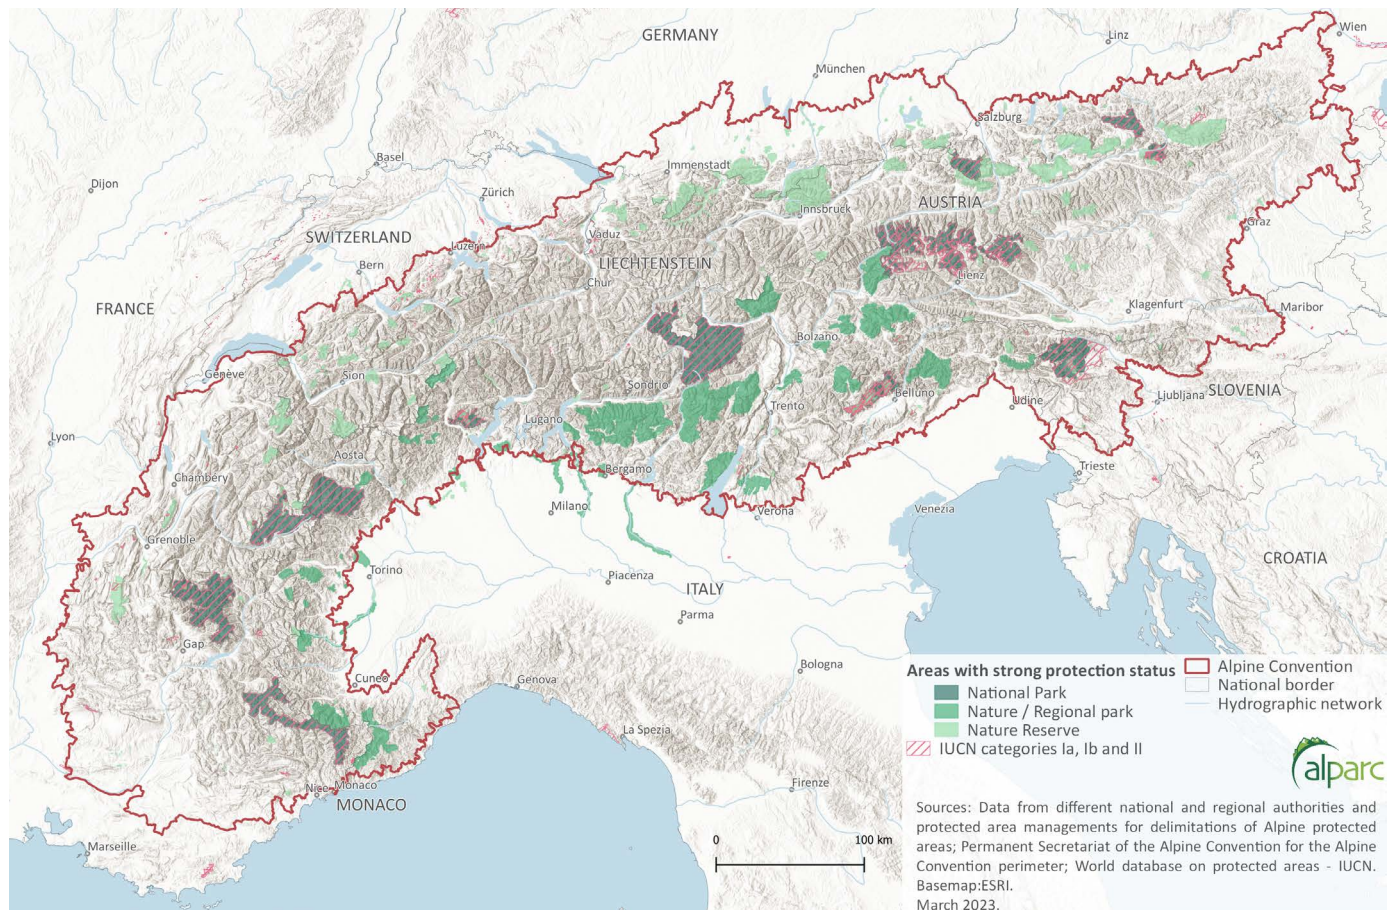 GERMANY
Linz
Wien
München
Salzburg
Basel
Immenstadt
Dijon
Zürich
Innsbruck
AUSTRIA
Graz
SWITZERLAND
Luzern
Vaduz
LIECHTENSTEIN
Bern
Lienz
Chur
FRANCE
Klagenfurt
Maribor
Bolzano
Genève
Sion
Sondrio
Belluno
SLOVENIA
Ljubljana
Udine
Trento
Lugano
Lyon
Aosta
Trieste
Bergamo
Chambéry
Milano
Verona
Venezia
Grenoble
CROATIA
Torino
Piacenza
ITALY
Parma
Gap
Bologna
Cuneo
Genova
La Spezia
Firenze
Nice
Monaco
MONACO
Marseille
0
100 km
Areas with strong protection status
National Park
Nature / Regional park
Nature Reserve
IUCN categories Ia, Ib and II
Alpine Convention
National border
Hydrographic network
alparc
Sources: Data from different national and regional authorities and
protected area managements for delimitations of Alpine protected
areas; Permanent Secretariat of the Alpine Convention for the Alpine
Convention perimeter; World database on protected areas - IUCN.
Basemap:ESRI.
March 2023.